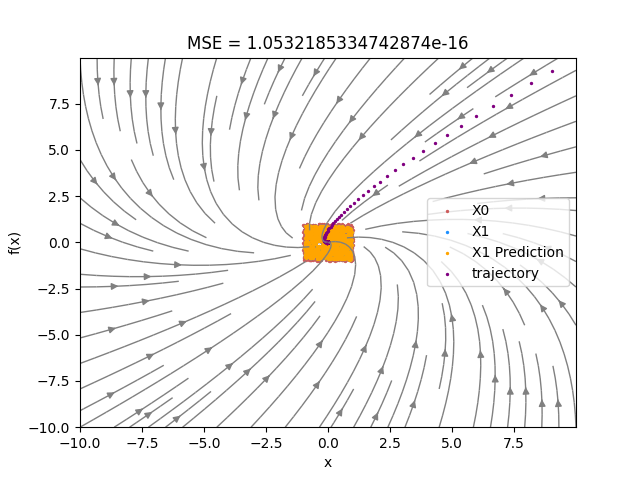 MSE = 1.0532185334742874e-16
7.5
5.0
2.5
0.0
−2.5
−5.0
−7.5
−10.0
f(x)
X0
X1
X1 Prediction
trajectory
−10.0 −7.5 −5.0 −2.5 0.0 2.5 5.0 7.5
x